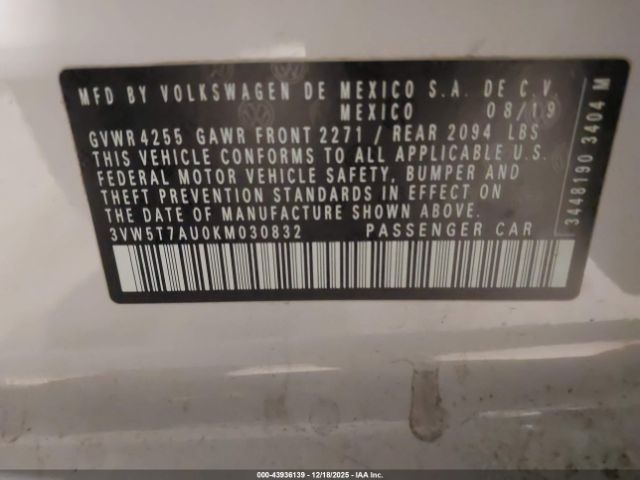 MFD BY VOLKSWAGEN DE MEXICO S.A. DE C.V.
MEXICO 08/19
GVWR 4255 GAWR FRONT 2271 / REAR 2094 LBS
THIS VEHICLE CONFORMS TO ALL APPLICABLE U.S.
FEDERAL MOTOR VEHICLE SAFETY, BUMPER AND
THEFT PREVENTION STANDARDS IN EFFECT ON
THE DATE OF MANUFACTURE SHOWN ABOVE.
3VW5T7AU0KM030832 PASSENGER CAR
3448190 3404 M
000-43936139 - 12/18/2025 - IAA Inc.